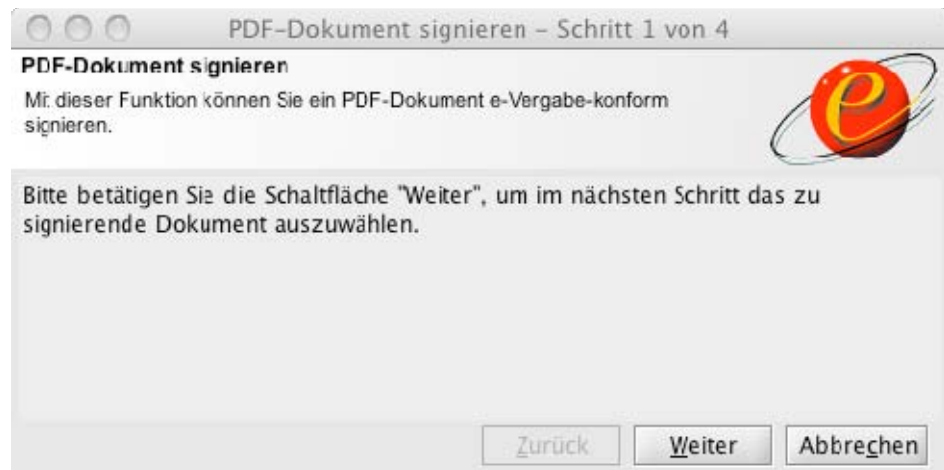 PDF-Dokument signieren – Schritt 1 von 4
PDF-Dokument signieren
Mit dieser Funktion können Sie ein PDF-Dokument e-Vergabe-konform
signieren.
e
Bitte betätigen Sie die Schaltfläche "Weiter", um im nächsten Schritt das zu
signierende Dokument auszuwählen.
Zurück Weiter Abbrechen